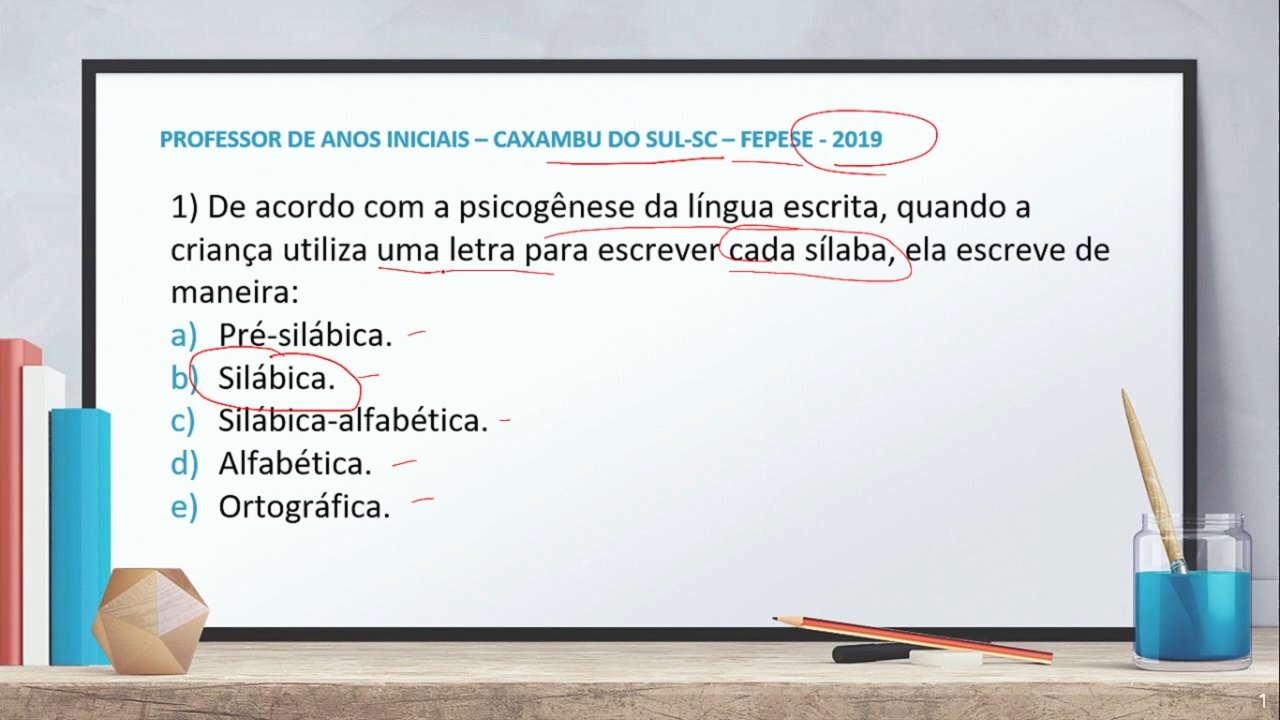 PROFESSOR DE ANOS INICIAIS – CAXAMBU DO SUL-SC – FEPESE - 2019
1) De acordo com a psicogênese da língua escrita, quando a
criança utiliza uma letra para escrever cada sílaba, ela escreve de
maneira:
a) Pré-silábica.
b) Silábica.
c) Silábica-alfabética.
d) Alfabética.
e) Ortográfica.
1